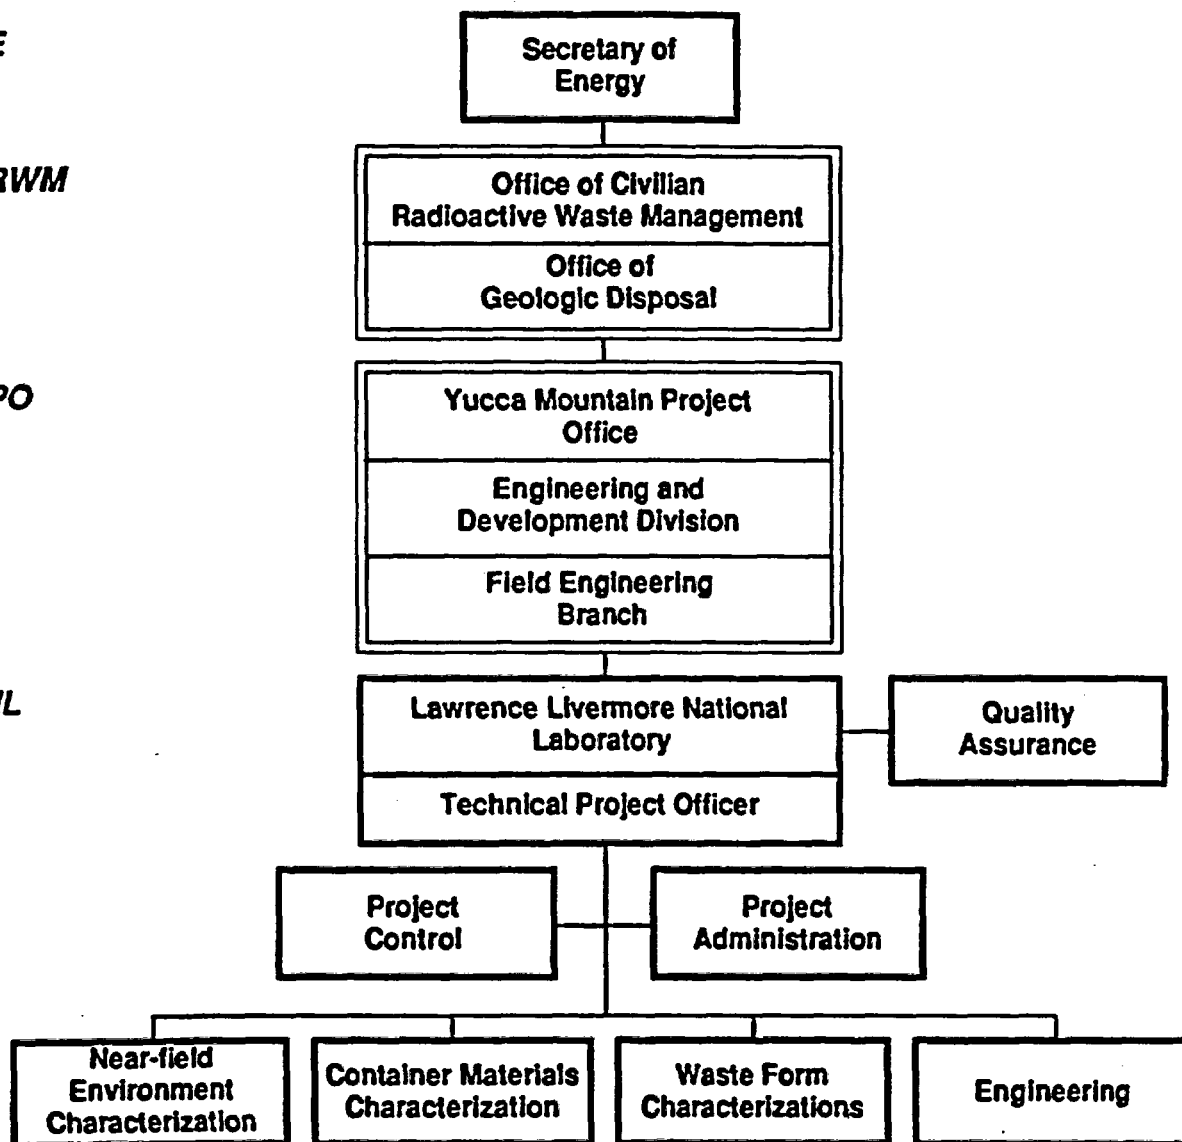 E
Secretary of
Energy
RWM
Office of Civilian
Radioactive Waste Management
Office of
Geologic Disposal
PO
Yucca Mountain Project
Office
Engineering and
Development Division
Field Engineering
Branch
Lawrence Livermore National
Laboratory
Quality
Assurance
Technical Project Officer
Project
Control
Project
Administration
Near-field
Environment
Characterization
Container Materials
Characterization
Waste Form
Characterizations
Engineering